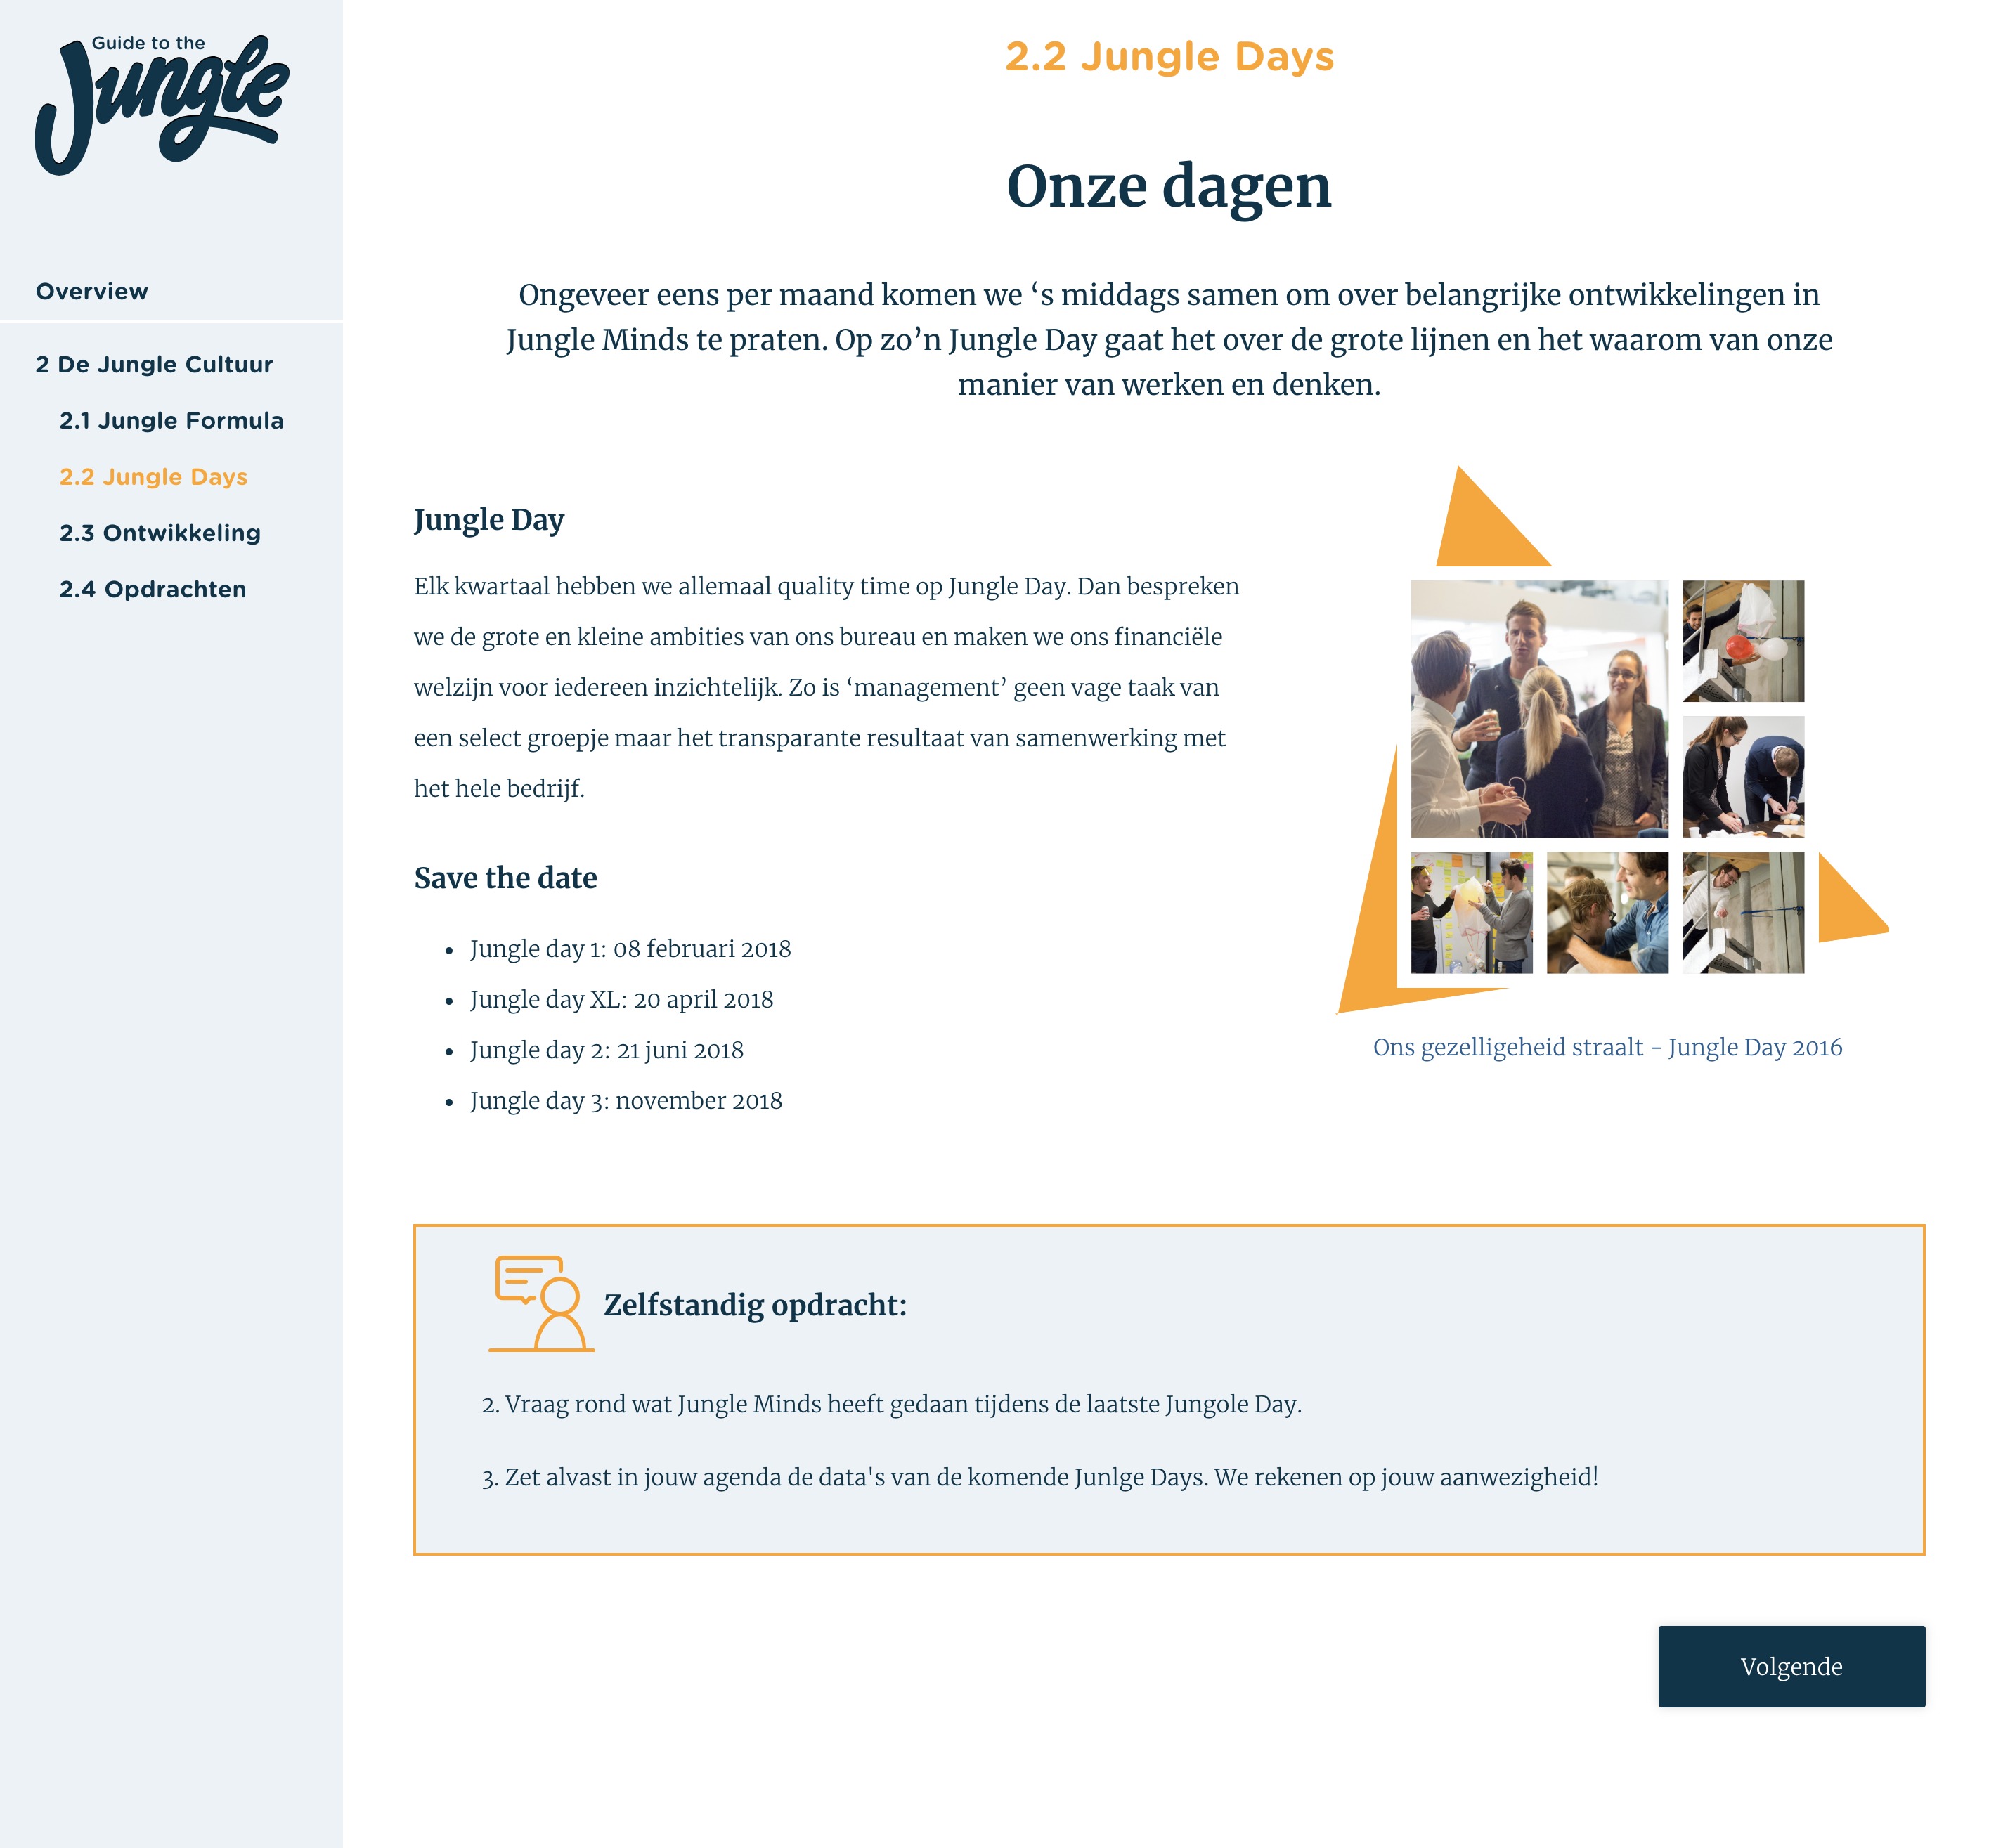 Guide to the
Jungle
Overview
2 De Jungle Cultuur
2.1 Jungle Formula
2.2 Jungle Days
2.3 Ontwikkeling
2.4 Opdrachten
2.2 Jungle Days
Onze dagen
Ongeveer eens per maand komen we ‘s middags samen om over belangrijke ontwikkelingen in
Jungle Minds te praten. Op zo’n Jungle Day gaat het over de grote lijnen en het waarom van onze
manier van werken en denken.
Jungle Day
Elk kwartaal hebben we allemaal quality time op Jungle Day. Dan bespreken
we de grote en kleine ambities van ons bureau en maken we ons financiële
welzijn voor iedereen inzichtelijk. Zo is ‘management’ geen vage taak van
een select groepje maar het transparante resultaat van samenwerking met
het hele bedrijf.
Save the date
• Jungle day 1: 08 februari 2018
• Jungle day XL: 20 april 2018
• Jungle day 2: 21 juni 2018
• Jungle day 3: november 2018
Ons gezelligeheid straalt - Jungle Day 2016
Zelfstandig opdracht:
2. Vraag rond wat Jungle Minds heeft gedaan tijdens de laatste Jungole Day.
3. Zet alvast in jouw agenda de data's van de komende Junlge Days. We rekenen op jouw aanwezigheid!
Volgende